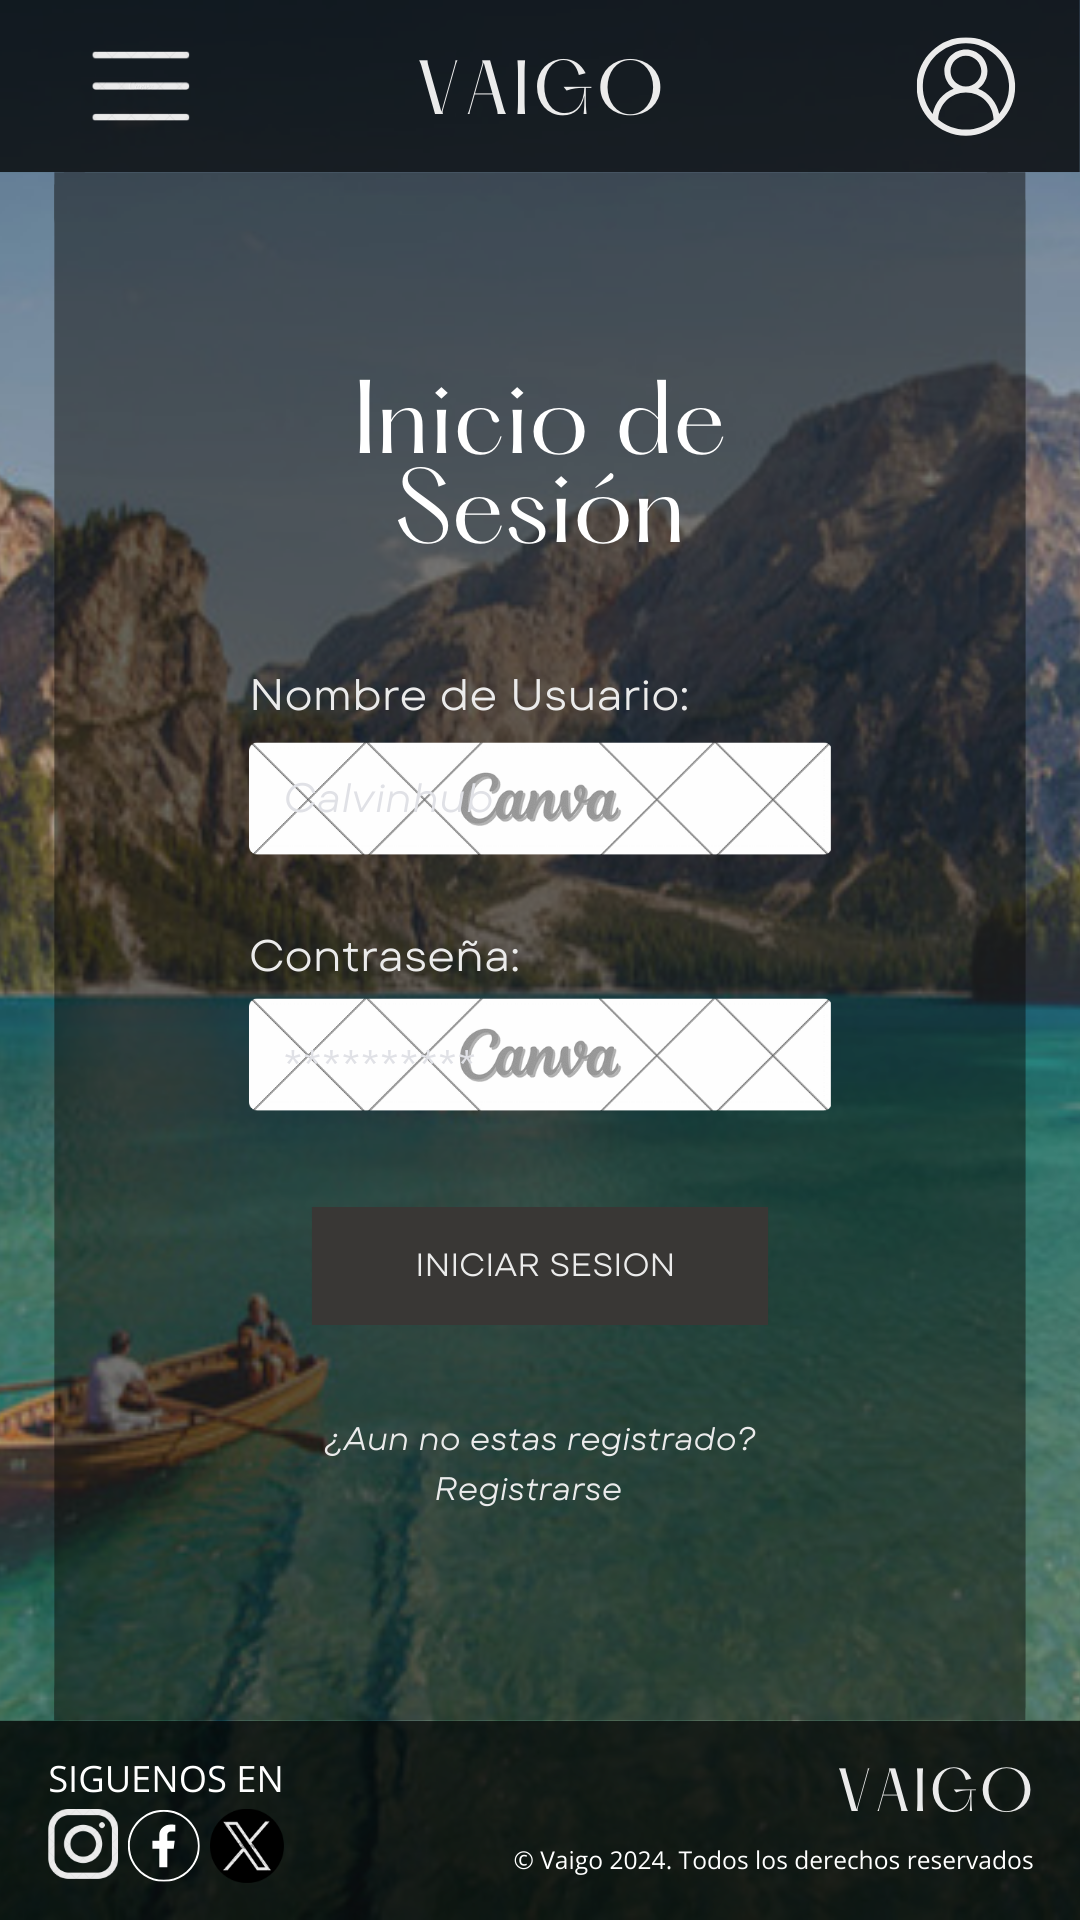 VAIGO
Inicio de
Sesión
Nombre de Usuario:
Calvinhub
Canva
Contraseña:
**********
Canva
INICIAR SESION
¿Aun no estas registrado?
Registrarse
SIGUENOS EN
VAIGO
© Vaigo 2024. Todos los derechos reservados